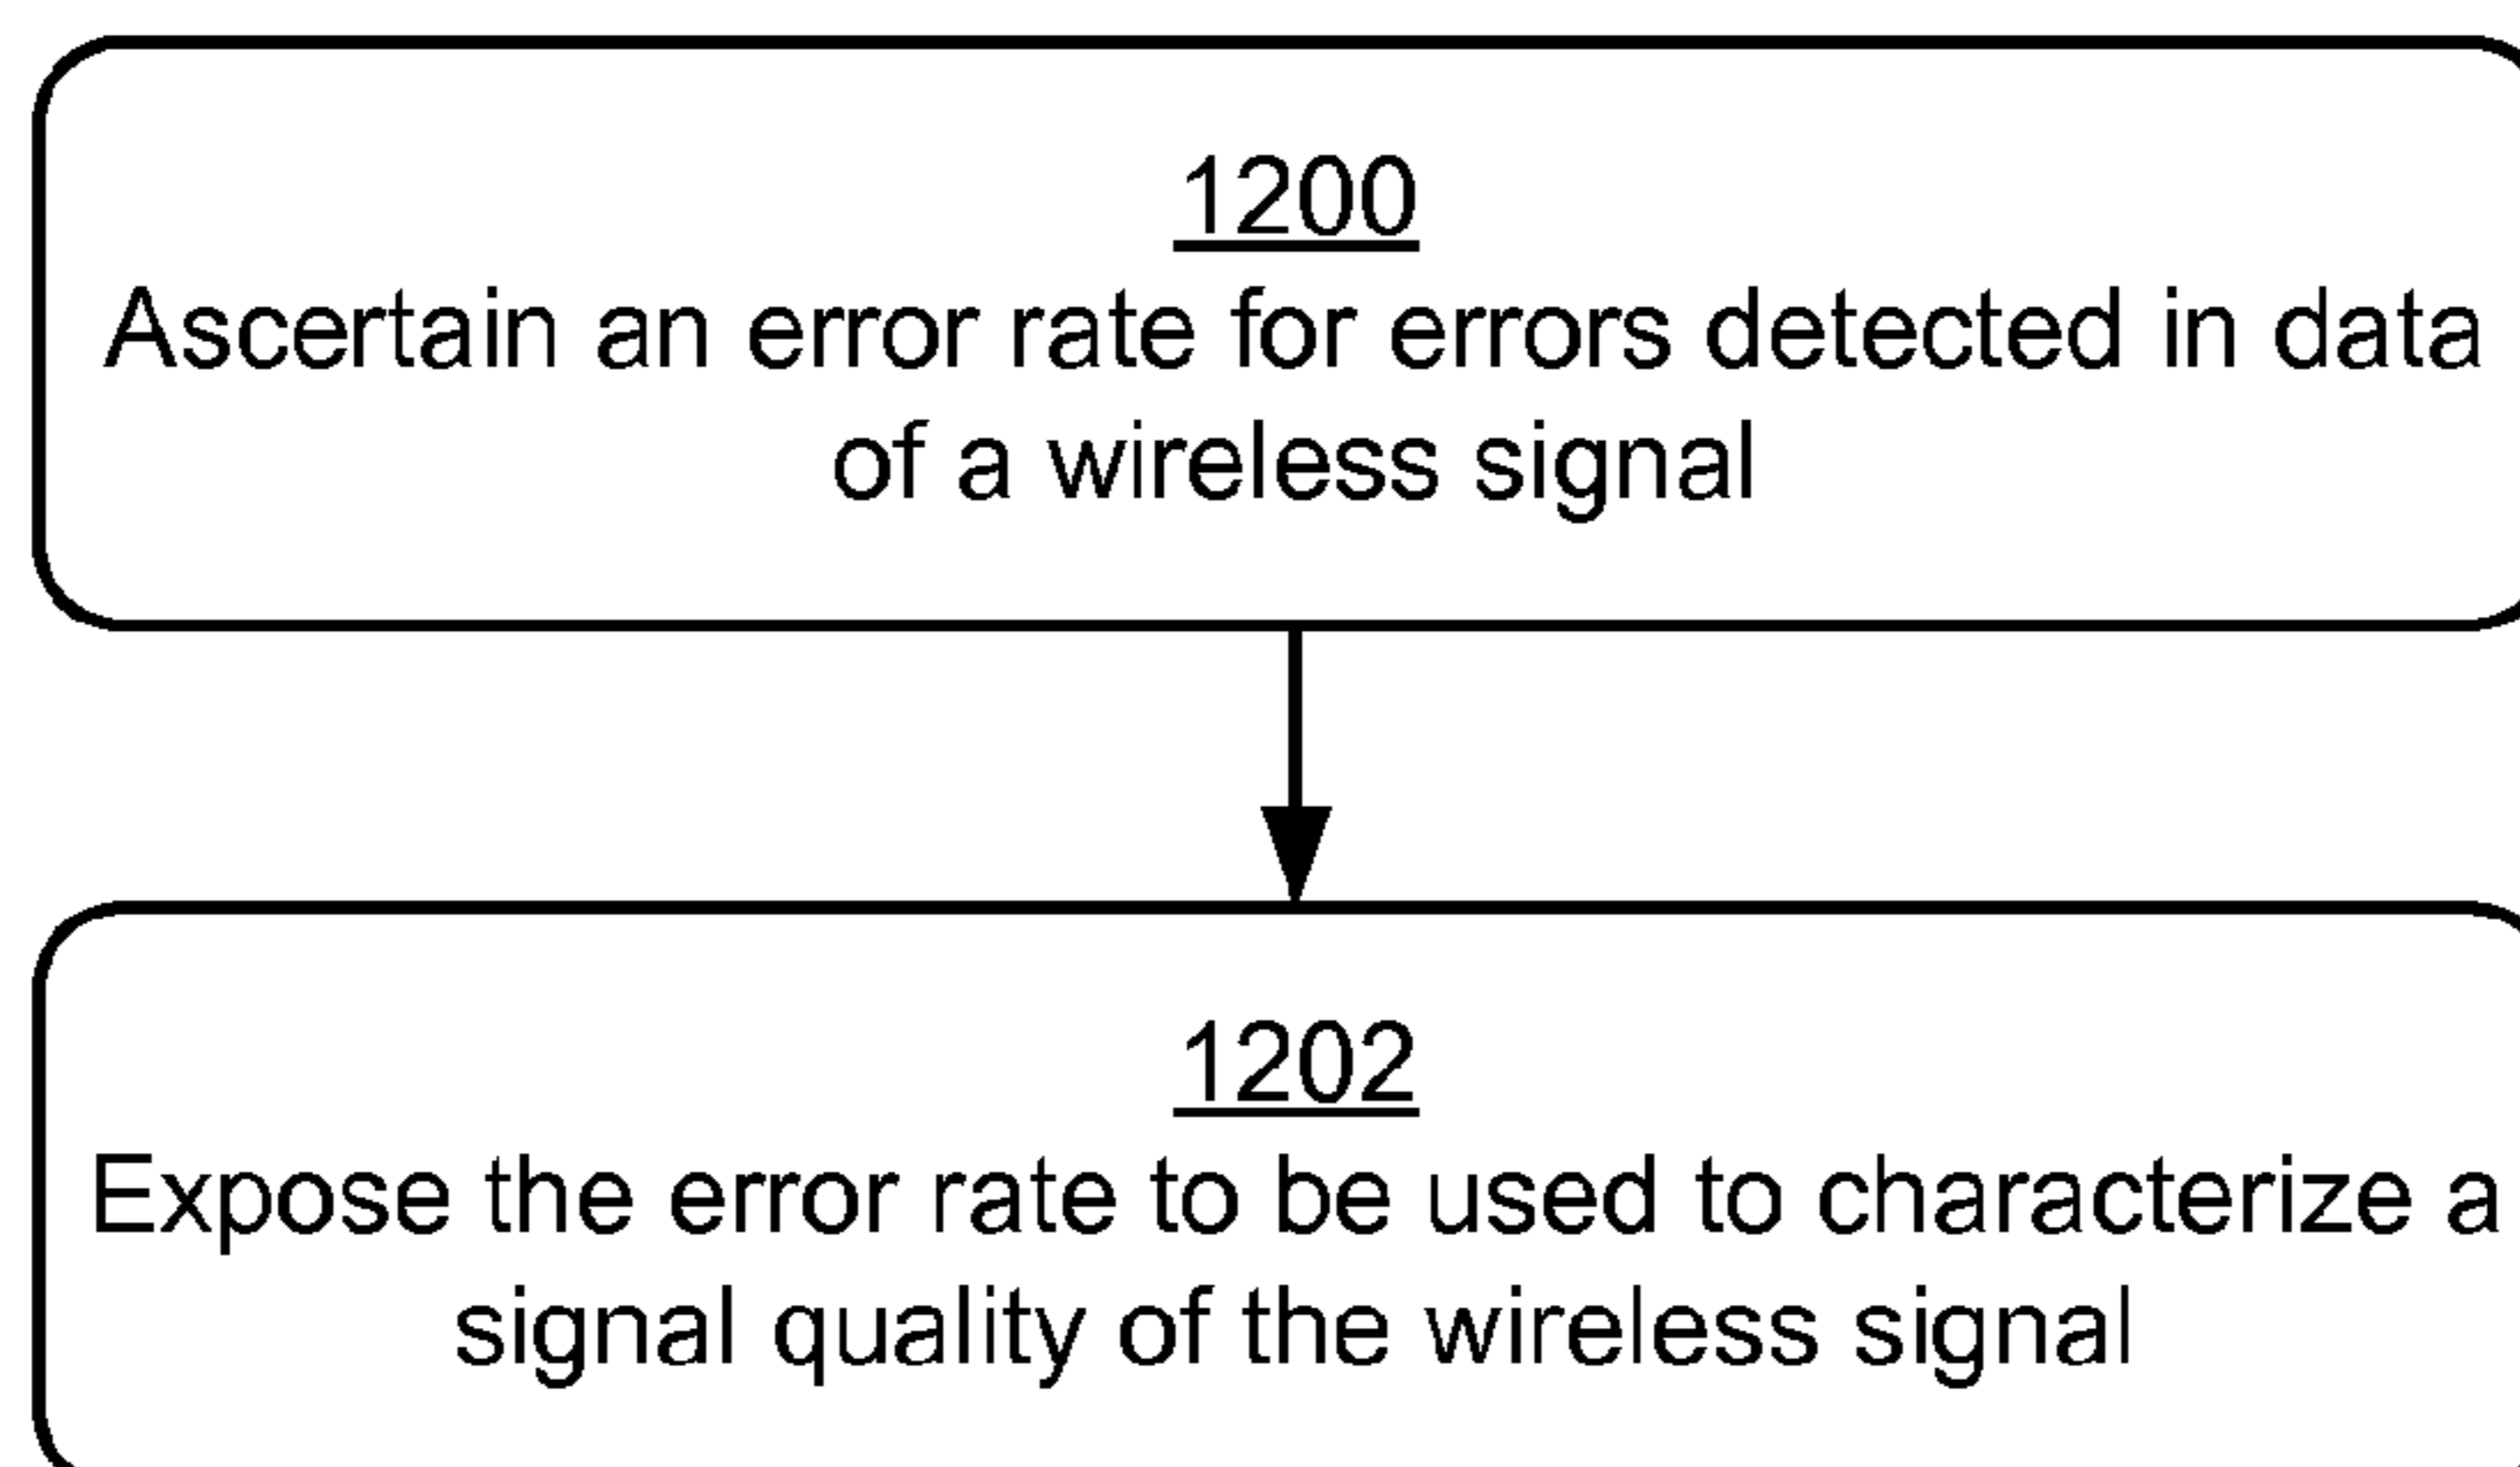 1200
Ascertain an error rate for errors detected in data
of a wireless signal
1202
Expose the error rate to be used to characterize a
signal quality of the wireless signal